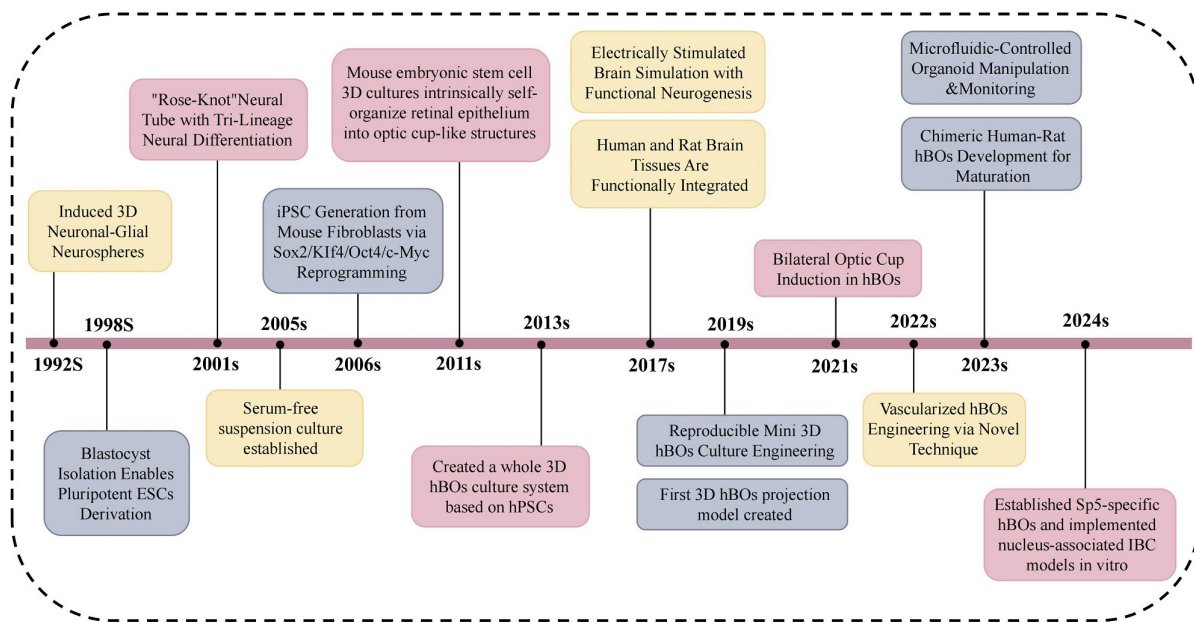 Induced 3D
Neuronal-Glial
Neurospheres
1992S
1998S
Blastocyst
Isolation Enables
Pluripotent ESCs
Derivation
"Rose-Knot"Neural
Tube with Tri-Lineage
Neural Differentiation
2001s
2005s
Serum-free
suspension culture
established
iPSC Generation from
Mouse Fibroblasts via
Sox2/KIf4/Oct4/c-Myc
Reprogramming
2006s
Mouse embryonic stem cell
3D cultures intrinsically self-
organize retinal epithelium
into optic cup-like structures
2011s
2013s
Created a whole 3D
hBOs culture system
based on hPSCs
Electrically Stimulated
Brain Simulation with
Functional Neurogenesis
Human and Rat Brain
Tissues Are
Functionally Integrated
2017s
2019s
Reproducible Mini 3D
hBOs Culture Engineering
First 3D hBOs projection
model created
Bilateral Optic Cup
Induction in hBOs
2021s
2022s
Vascularized hBOs
Engineering via Novel
Technique
Microfluidic-Controlled
Organoid Manipulation
&Monitoring
Chimeric Human-Rat
hBOs Development for
Maturation
2023s
2024s
Established Sp5-specific
hBOs and implemented
nucleus-associated IBC
models in vitro